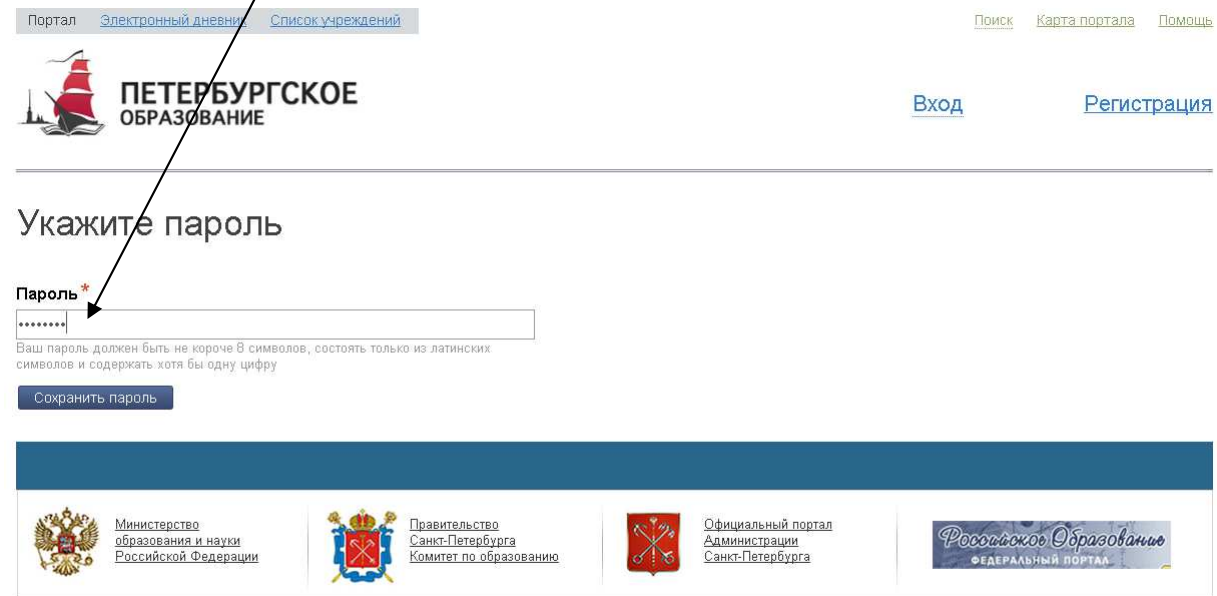 Портал Электронный дневник Список учреждений Поиск Карта портала Помощь
ПЕТЕРБУРГСКОЕ
ОБРАЗОВАНИЕ
Вход Регистрация
Укажите пароль
Пароль*
••••••••
Ваш пароль должен быть не короче 8 символов, состоять только из латинских
символов и содержать хотя бы одну цифру
Сохранить пароль
Министерство
образования и науки
Российской Федерации
Правительство
Санкт-Петербурга
Комитет по образованию
Официальный портал
Администрации
Санкт-Петербурга
Российское Образование
ФЕДЕРАЛЬНЫЙ ПОРТАЛ